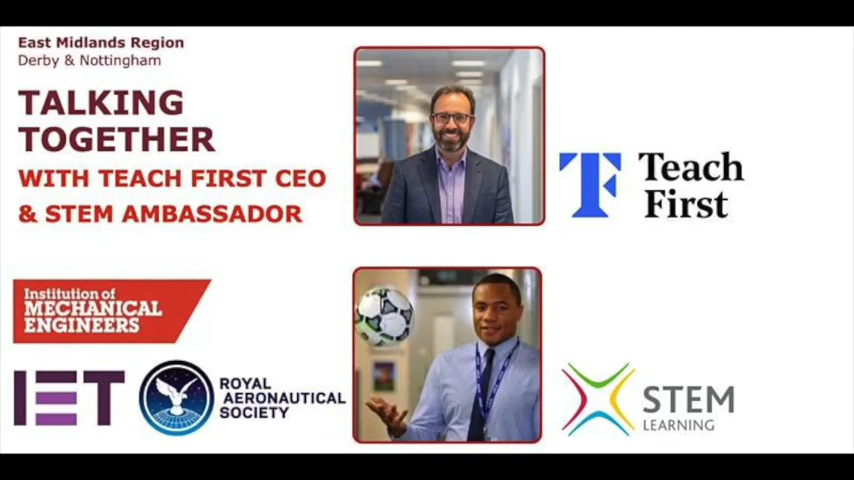 East Midlands Region
Derby & Nottingham
TALKING
TOGETHER
WITH TEACH FIRST CEO
& STEM AMBASSADOR
Teach
First
Institution of
MECHANICAL
ENGINEERS
IET
ROYAL
AERONAUTICAL
SOCIETY
STEM
LEARNING